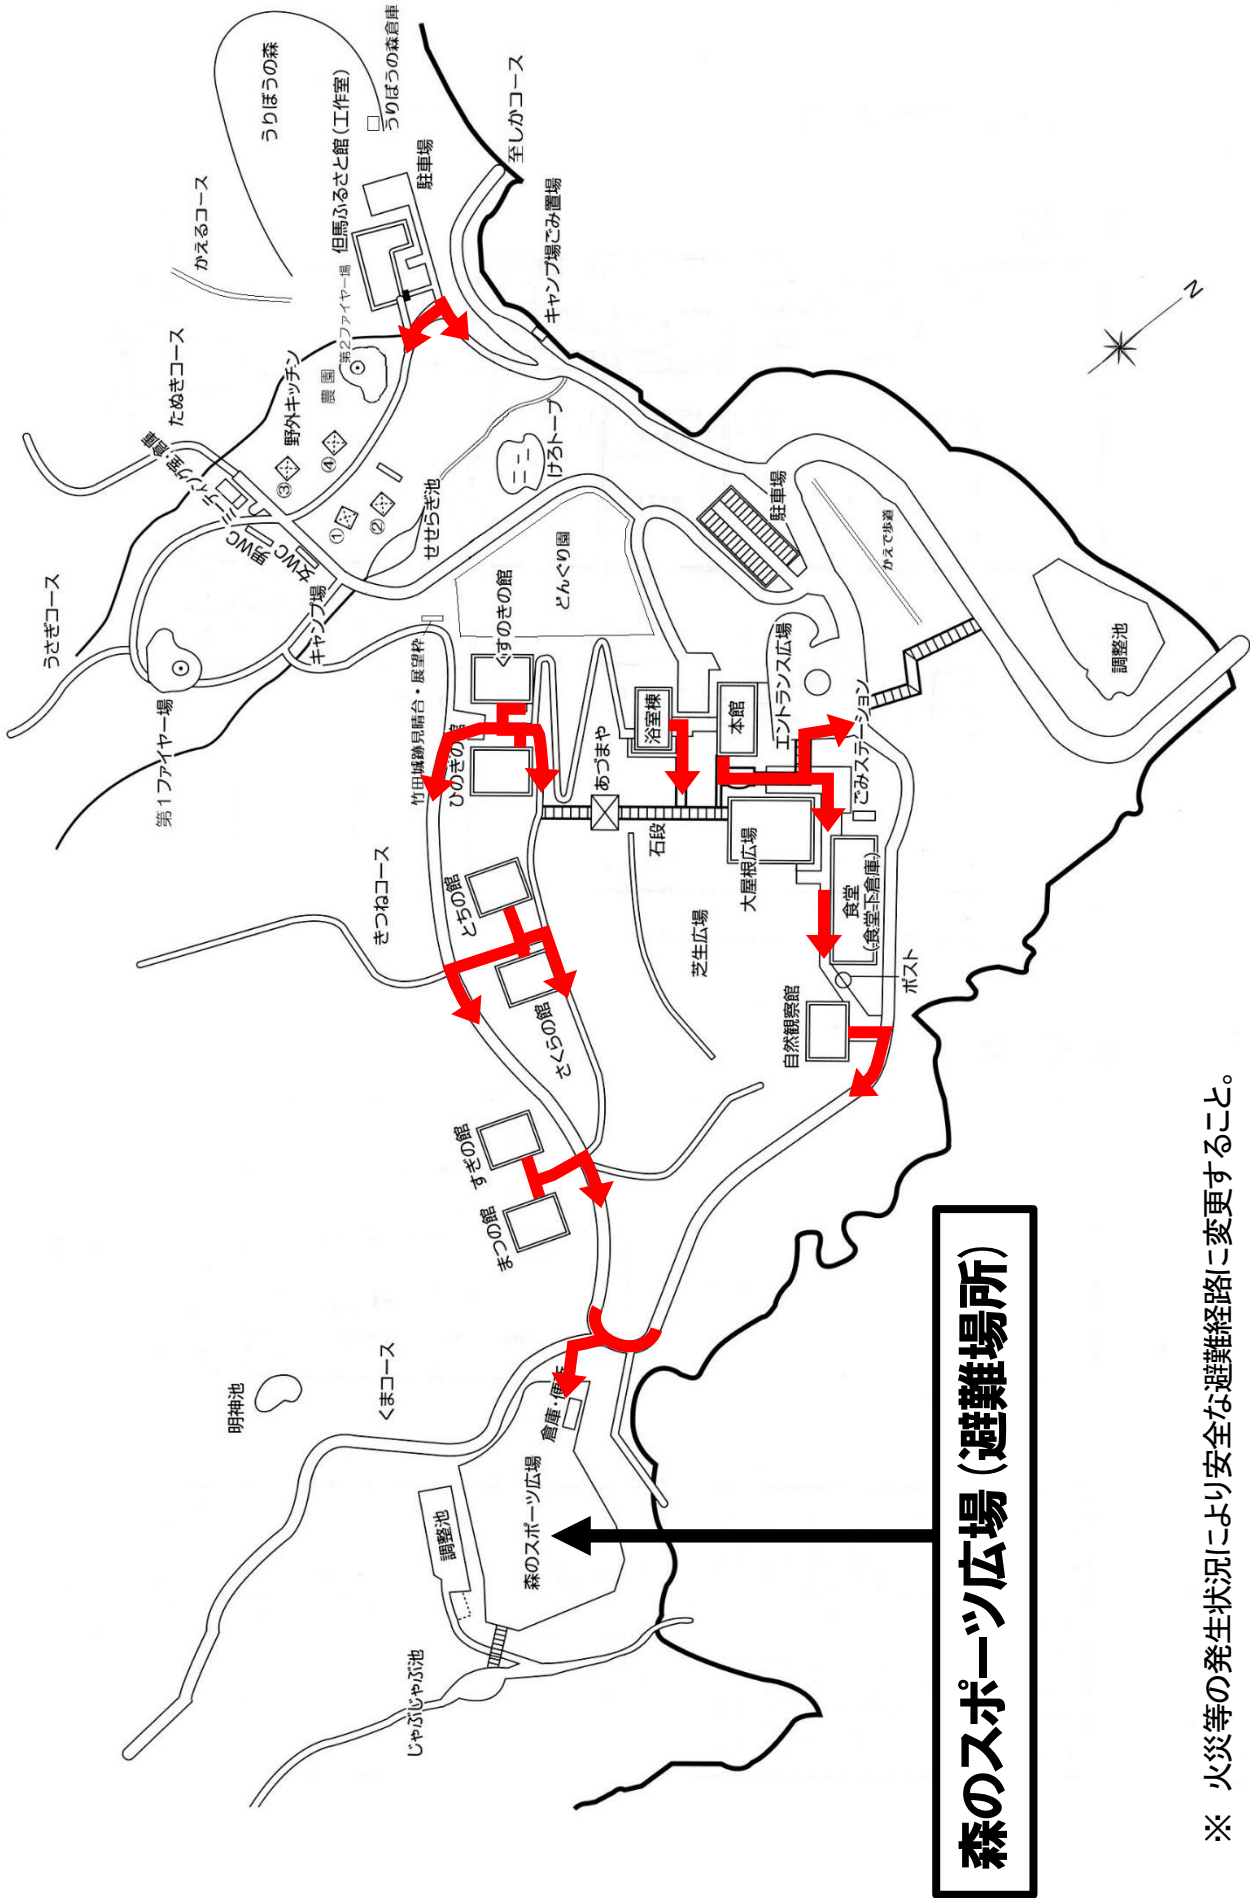 うりぼうの森
うりぼうの森倉庫
かえるコース
但馬ふるさと館(工作室)
駐車場
至しかコース
第2ファイヤー場
キャンプ場ごみ置場
N
たぬきコース
農園
野外キッチン
③
④
①
②
男WC
女WC
けろトープ
せせらぎ池
うさぎコース
キャンプ場
第1ファイヤー場
どんぐり園
駐車場
かえで歩道
調整池
竹田城跡見晴台・展望枠
くすのきの館
ひのきの館
浴室棟
本館
エントランス広場
ごみステーション
あづまや
石段
大屋根広場
食堂
(食堂下倉庫)
ポスト
きつねコース
とちの館
さくらの館
芝生広場
自然観察館
すぎの館
まつの館
明神池
くまコース
倉庫・便所
調整池
森のスポーツ広場
じゃぶじゃぶ池
森のスポーツ広場(避難場所)
※ 火災等の発生状況により安全な避難経路に変更すること。